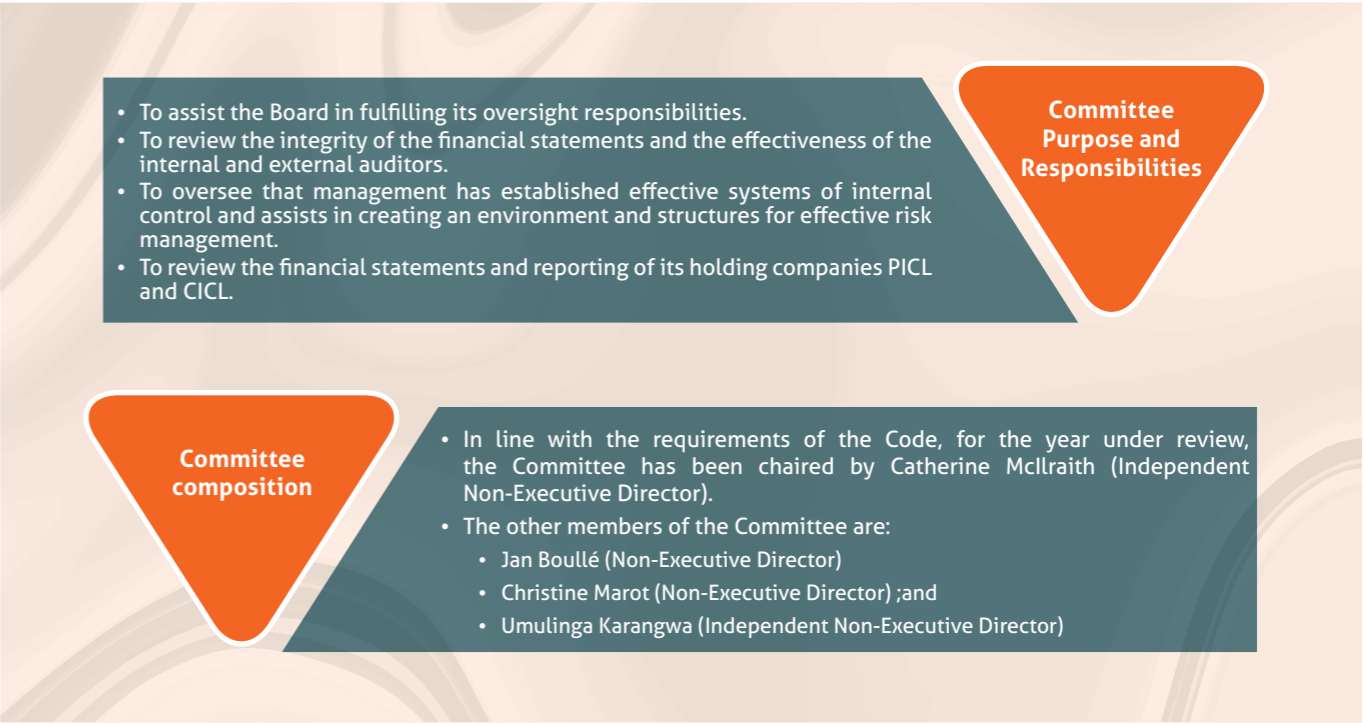 Committee
Purpose and
Responsibilities
• To assist the Board in fulfilling its oversight responsibilities.
• To review the integrity of the financial statements and the effectiveness of the
internal and external auditors.
• To oversee that management has established effective systems of internal
control and assists in creating an environment and structures for effective risk
management.
• To review the financial statements and reporting of its holding companies PICL
and CICL.
Committee
composition
• In line with the requirements of the Code, for the year under review,
the Committee has been chaired by Catherine McIlraith (Independent
Non-Executive Director).
• The other members of the Committee are:
• Jan Boullé (Non-Executive Director)
• Christine Marot (Non-Executive Director) ;and
• Umulinga Karangwa (Independent Non-Executive Director)